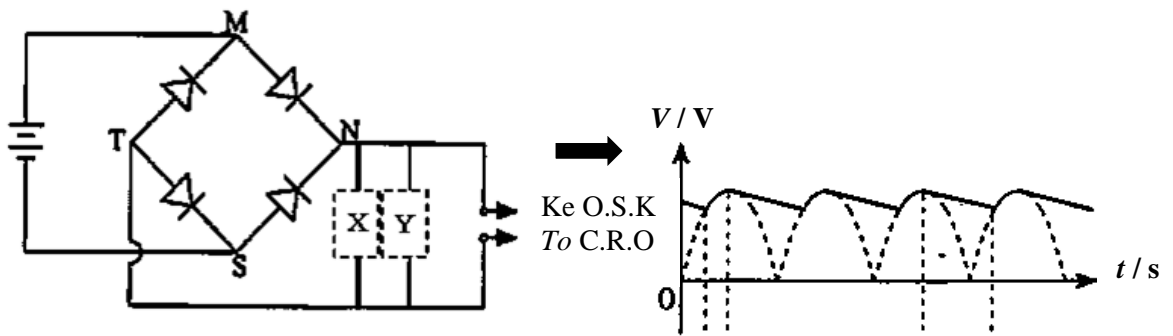 M
T
N
S
X Y
Ke O.S.K
To C.R.O
V / V
0
t / s